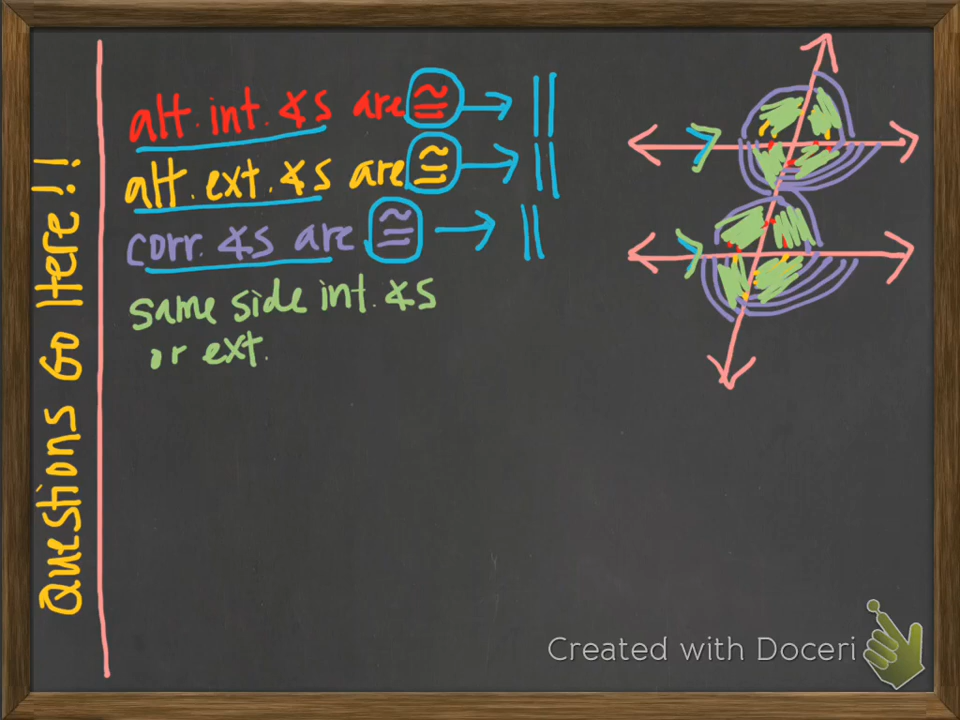 Questions Go Here!!
alt. int. ∡s are ≅ → ||
alt. ext. ∡s are ≅ → ||
corr. ∡s are ≅ → ||
same side int. ∡s
or ext.
Created with Doceri